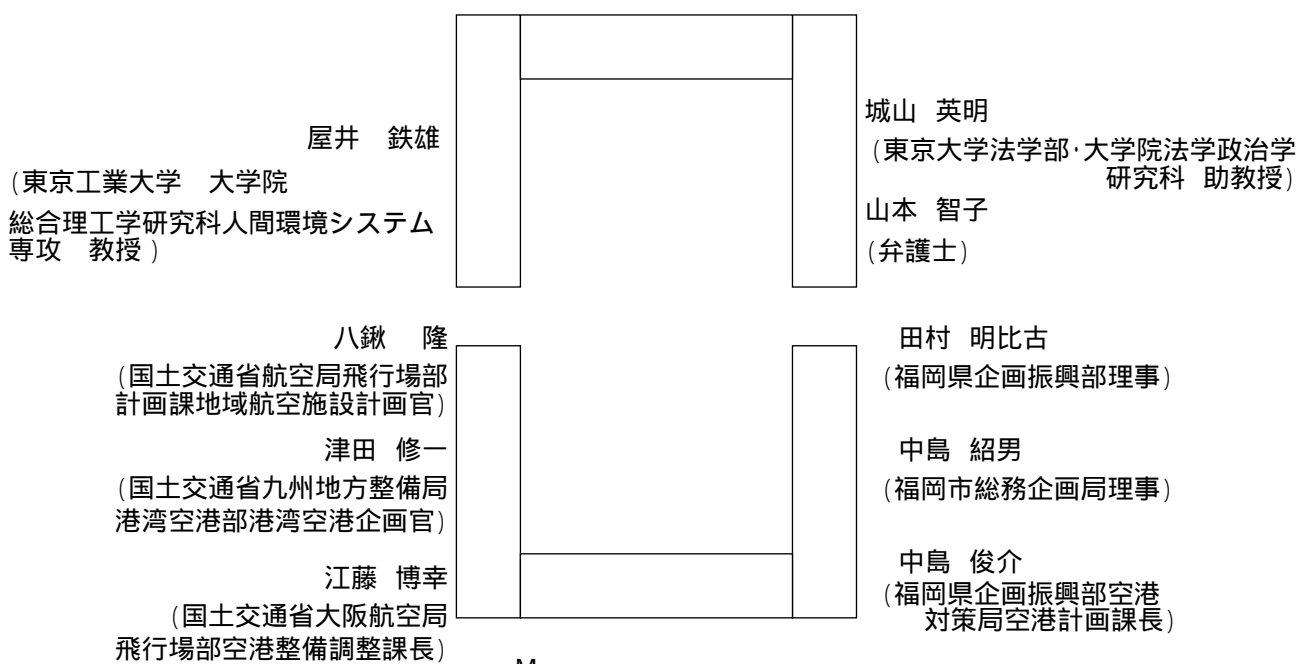 屋井　鉄雄
(東京工業大学　大学院
総合理工学研究科人間環境システム
専攻　教授 )
城山 英明
(東京大学法学部･大学院法学政治学
研究科 助教授)
山本 智子
(弁護士)
八鍬　隆
(国土交通省航空局飛行場部
計画課地域航空施設計画官)
津田 修一
(国土交通省九州地方整備局
港湾空港部港湾空港企画官)
江藤 博幸
(国土交通省大阪航空局
飛行場部空港整備調整課長)
田村 明比古
(福岡県企画振興部理事)
中島 紹男
(福岡市総務企画局理事)
中島 俊介
(福岡県企画振興部空港
対策局空港計画課長)